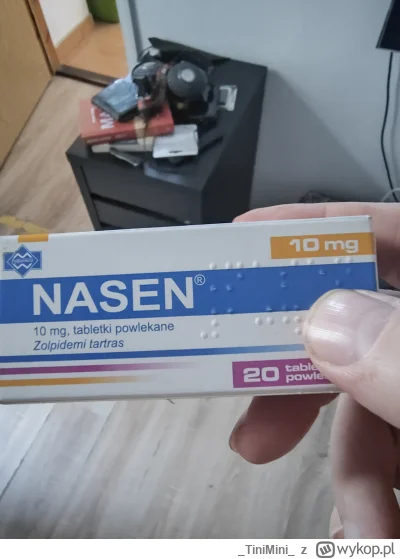 10 mg
NASEN®
10 mg, tabletki powlekane
Zolpidemi tartras
20
_TiniMini_ z wykop.pl